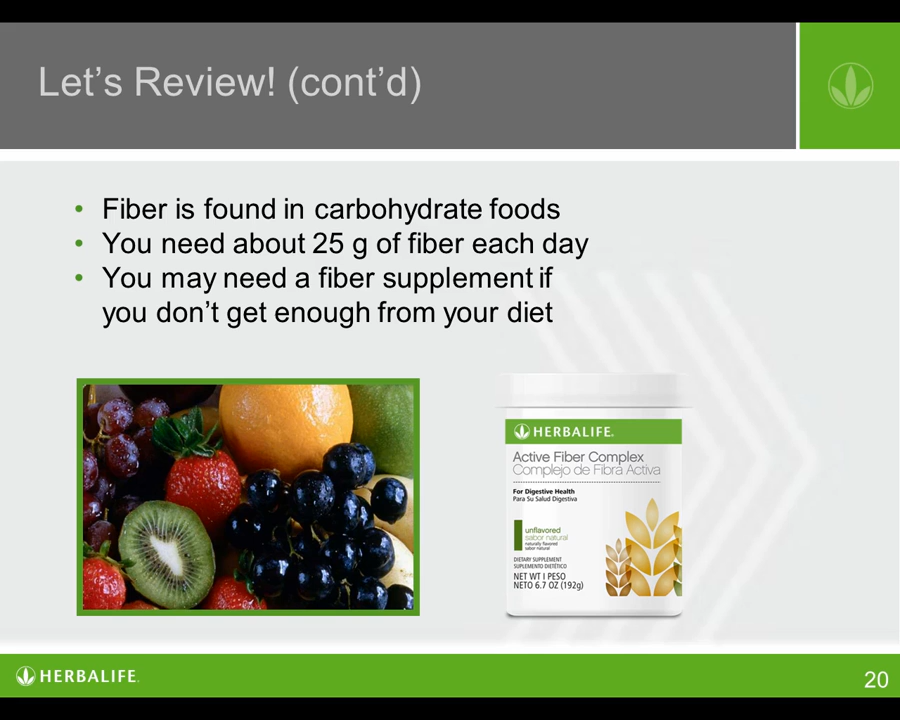 Let's Review! (cont'd)
• Fiber is found in carbohydrate foods
• You need about 25 g of fiber each day
• You may need a fiber supplement if
you don't get enough from your diet
HERBALIFE.
Active Fiber Complex
Complejo de Fibra Activa
For Digestive Health
Para Su Salud Digestiva
unflavored
sabor natural
naturally flavored
sabor natural
DIETARY SUPPLEMENT
SUPLEMENTO DIETÉTICO
NET WT I PESO
NETO 6.7 OZ (192g)
HERBALIFE.
20